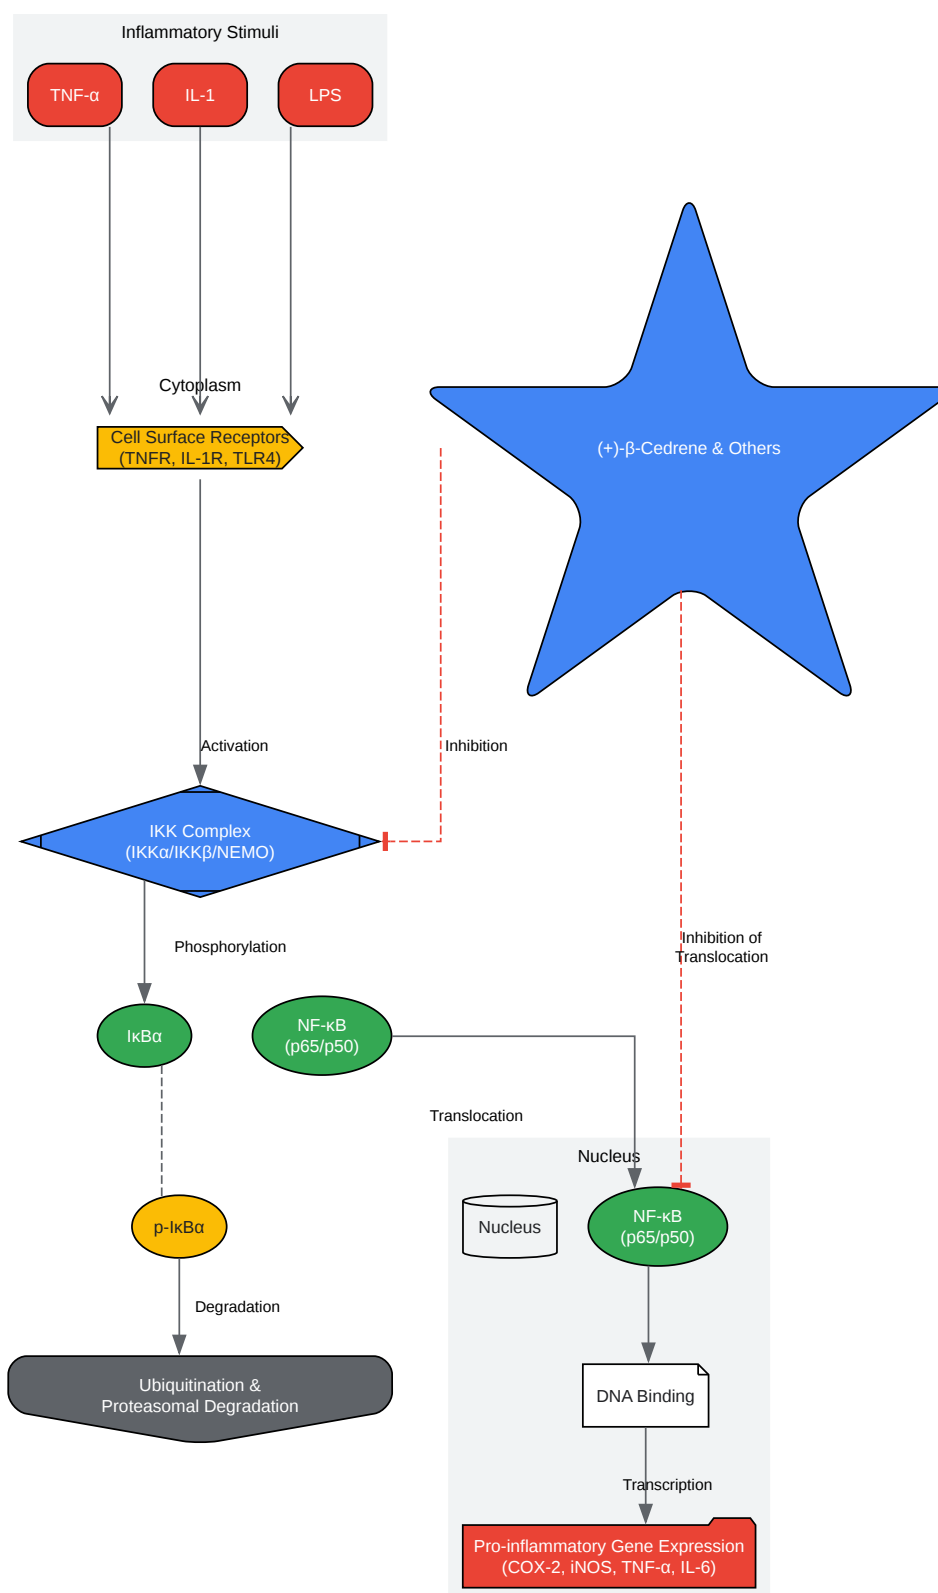 Inflammatory Stimuli
TNF-α
IL-1
LPS
Cytoplasm
Cell Surface Receptors
(TNFR, IL-1R, TLR4)
(+)-β-Cedrene & Others
Activation
Inhibition
IKK Complex
(IKKα/IKKβ/NEMO)
Phosphorylation
Inhibition of
Translocation
IκBα
NF-κB
(p65/p50)
Translocation
Nucleus
Nucleus
NF-κB
(p65/p50)
p-IκBα
Degradation
Ubiquitination &
Proteasomal Degradation
DNA Binding
Transcription
Pro-inflammatory Gene Expression
(COX-2, iNOS, TNF-α, IL-6)